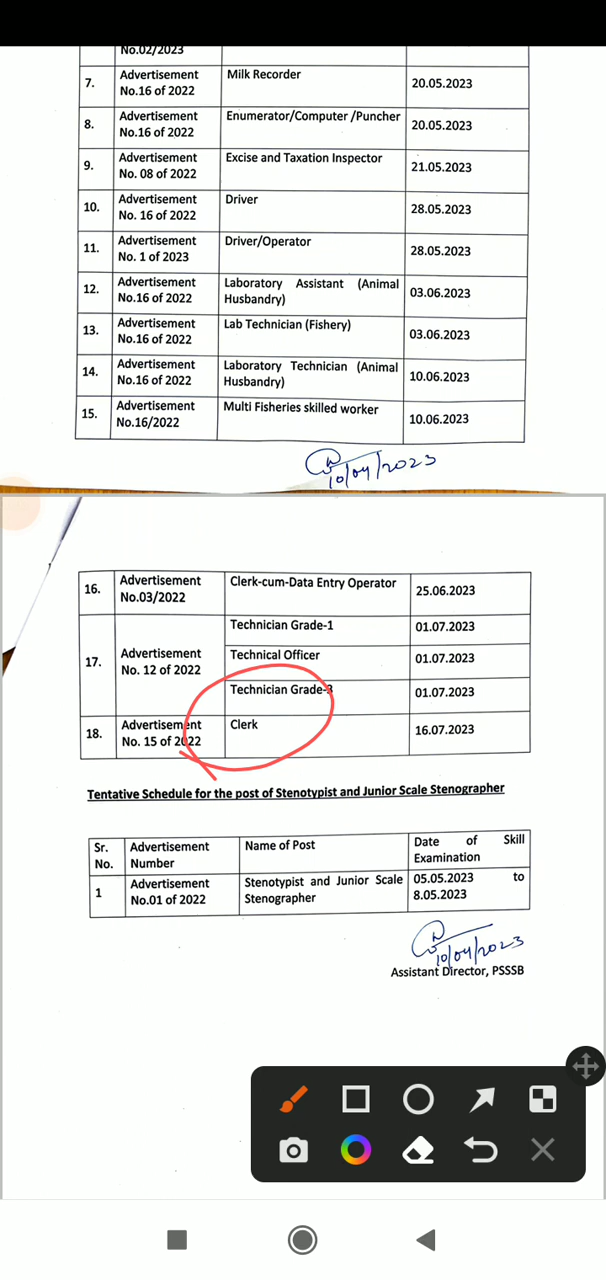 No.02/2023
7. Advertisement No.16 of 2022 Milk Recorder 20.05.2023
8. Advertisement No.16 of 2022 Enumerator/Computer /Puncher 20.05.2023
9. Advertisement No. 08 of 2022 Excise and Taxation Inspector 21.05.2023
10. Advertisement No. 16 of 2022 Driver 28.05.2023
11. Advertisement No. 1 of 2023 Driver/Operator 28.05.2023
12. Advertisement No.16 of 2022 Laboratory Assistant (Animal Husbandry) 03.06.2023
13. Advertisement No.16 of 2022 Lab Technician (Fishery) 03.06.2023
14. Advertisement No.16 of 2022 Laboratory Technician (Animal Husbandry) 10.06.2023
15. Advertisement No.16/2022 Multi Fisheries skilled worker 10.06.2023
10/04/2023
16. Advertisement No.03/2022 Clerk-cum-Data Entry Operator 25.06.2023
17. Advertisement No. 12 of 2022 Technician Grade-1 01.07.2023
Technical Officer 01.07.2023
Technician Grade-3 01.07.2023
18. Advertisement No. 15 of 2022 Clerk 16.07.2023
Tentative Schedule for the post of Stenotypist and Junior Scale Stenographer
Sr. No. Advertisement Number Name of Post Date of Skill Examination
1 Advertisement No.01 of 2022 Stenotypist and Junior Scale Stenographer 05.05.2023 to 8.05.2023
10/04/2023
Assistant Director, PSSSB